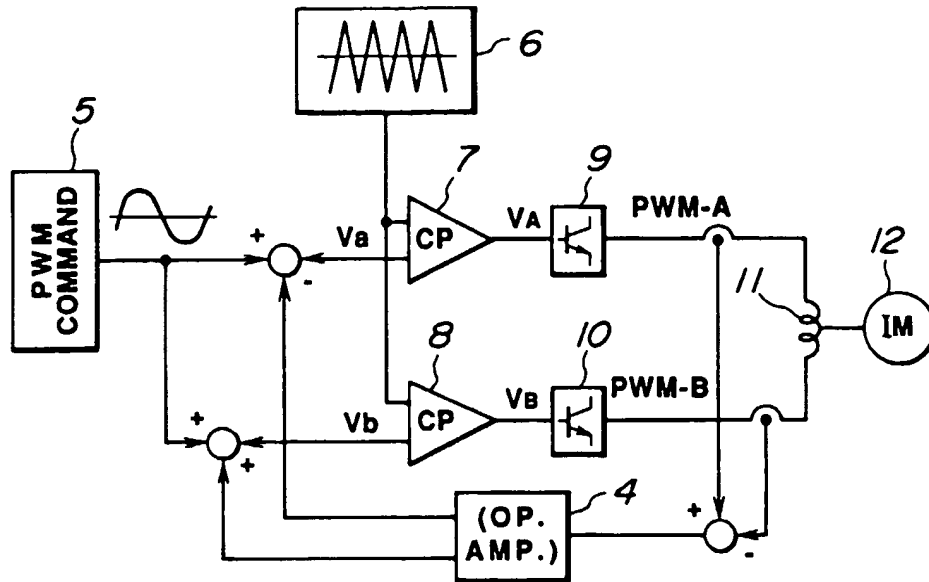 6
5
7
9
PWM COMMAND
+
Va
-
CP
VA
PWM-A
12
11
IM
8
10
+
Vb
+
CP
VB
PWM-B
4
(OP.
AMP.)
+
-